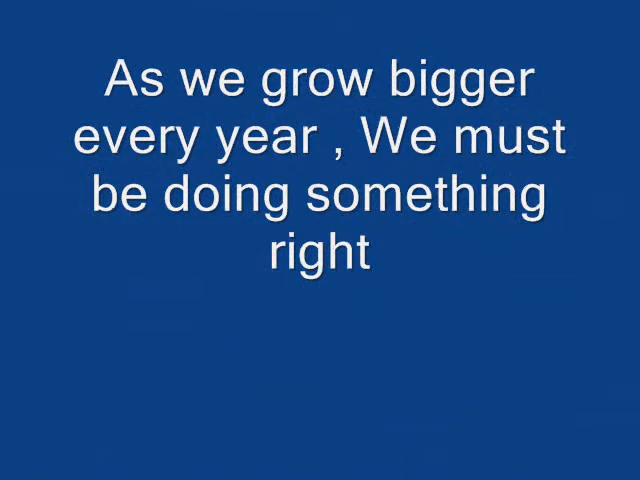 As we grow bigger
every year , We must
be doing something
right